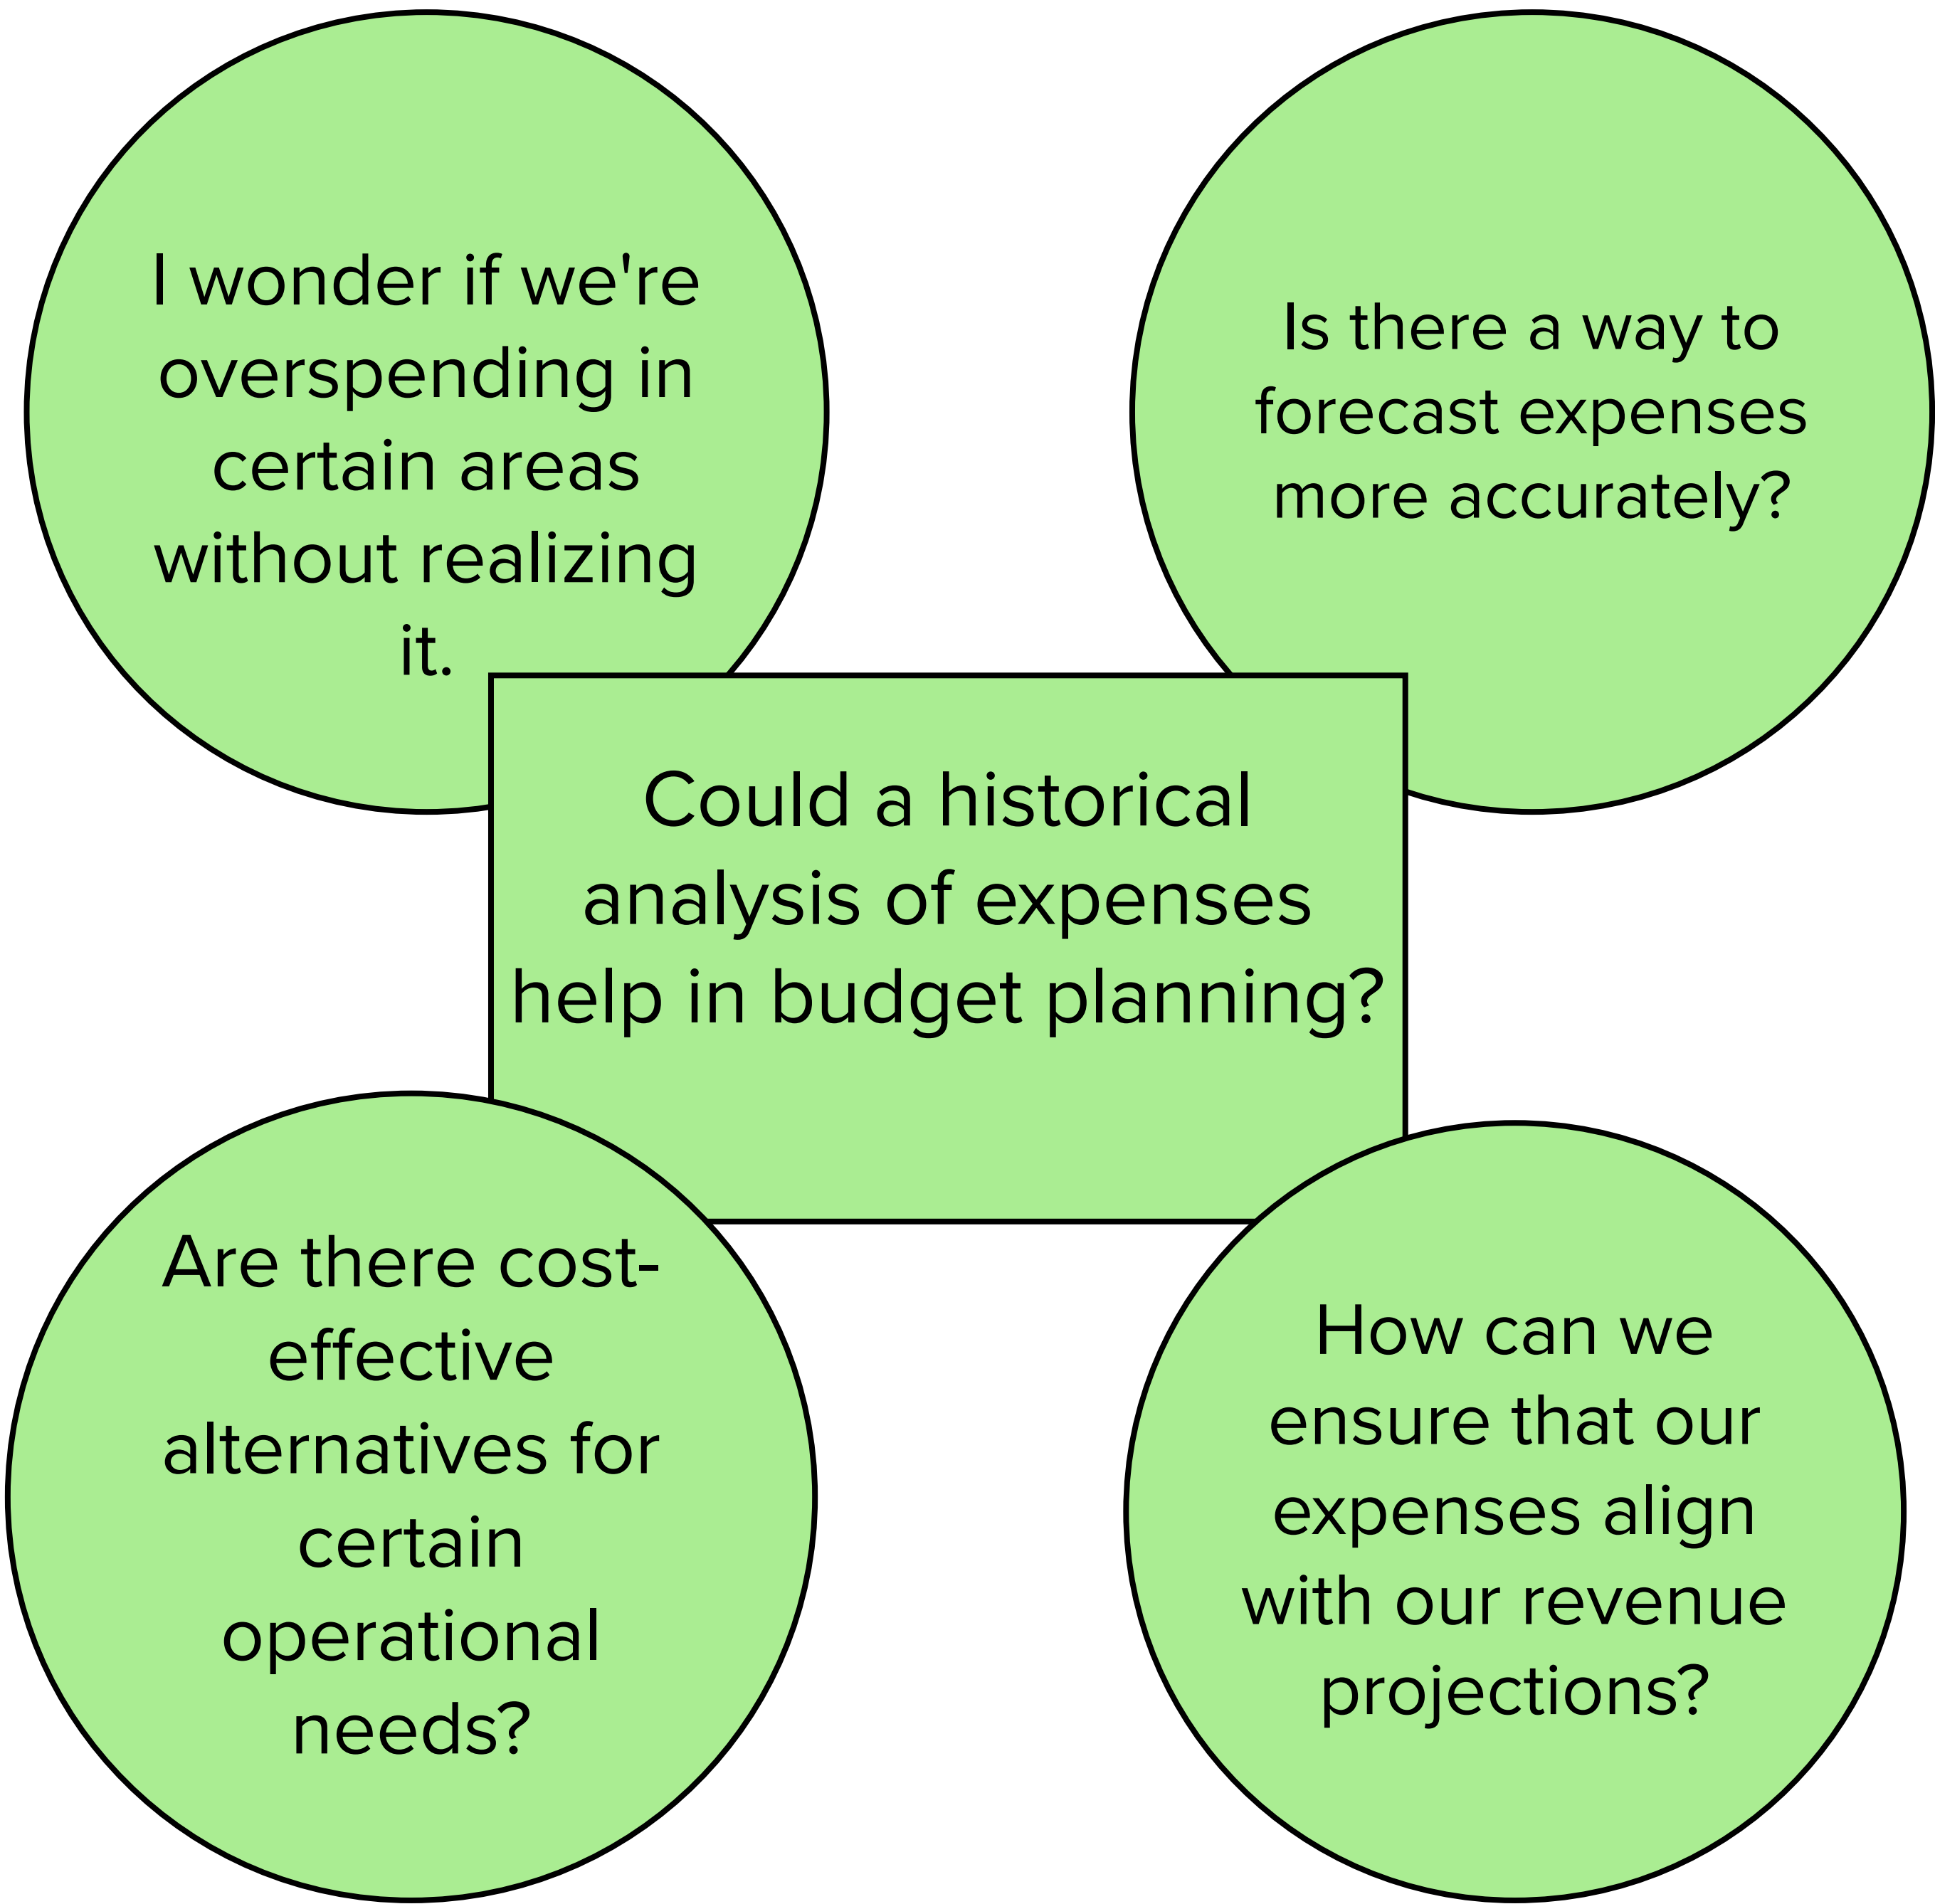 I wonder if we're
overspending in
certain areas
without realizing
it.
Is there a way to
forecast expenses
more accurately?
Could a historical
analysis of expenses
help in budget planning?
Are there cost-
effective
alternatives for
certain
operational
needs?
How can we
ensure that our
expenses align
with our revenue
projections?